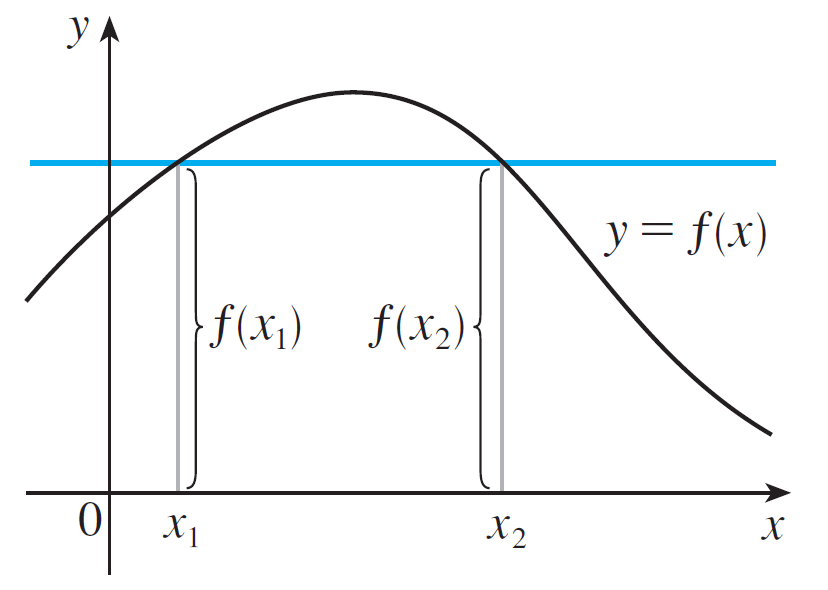 y
y = f(x)
f(x₁) f(x₂)
0 x₁ x₂ x